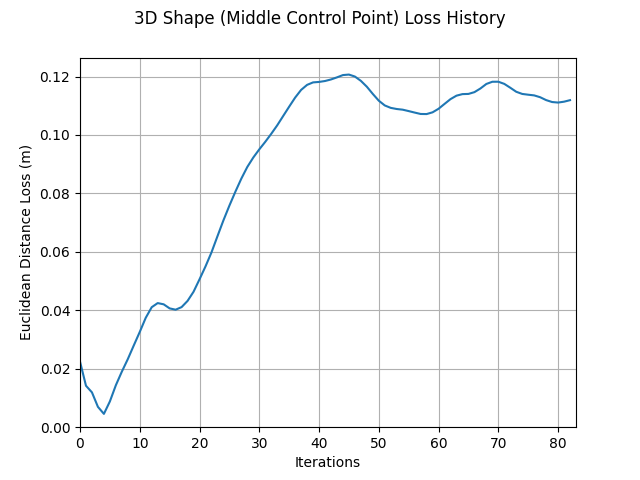 3D Shape (Middle Control Point) Loss History
Euclidean Distance Loss (m)
0.12
0.10
0.08
0.06
0.04
0.02
0.00
0 10 20 30 40 50 60 70 80
Iterations